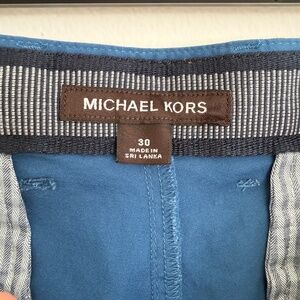 MICHAEL KORS
30
MADE IN
SRI LANKA